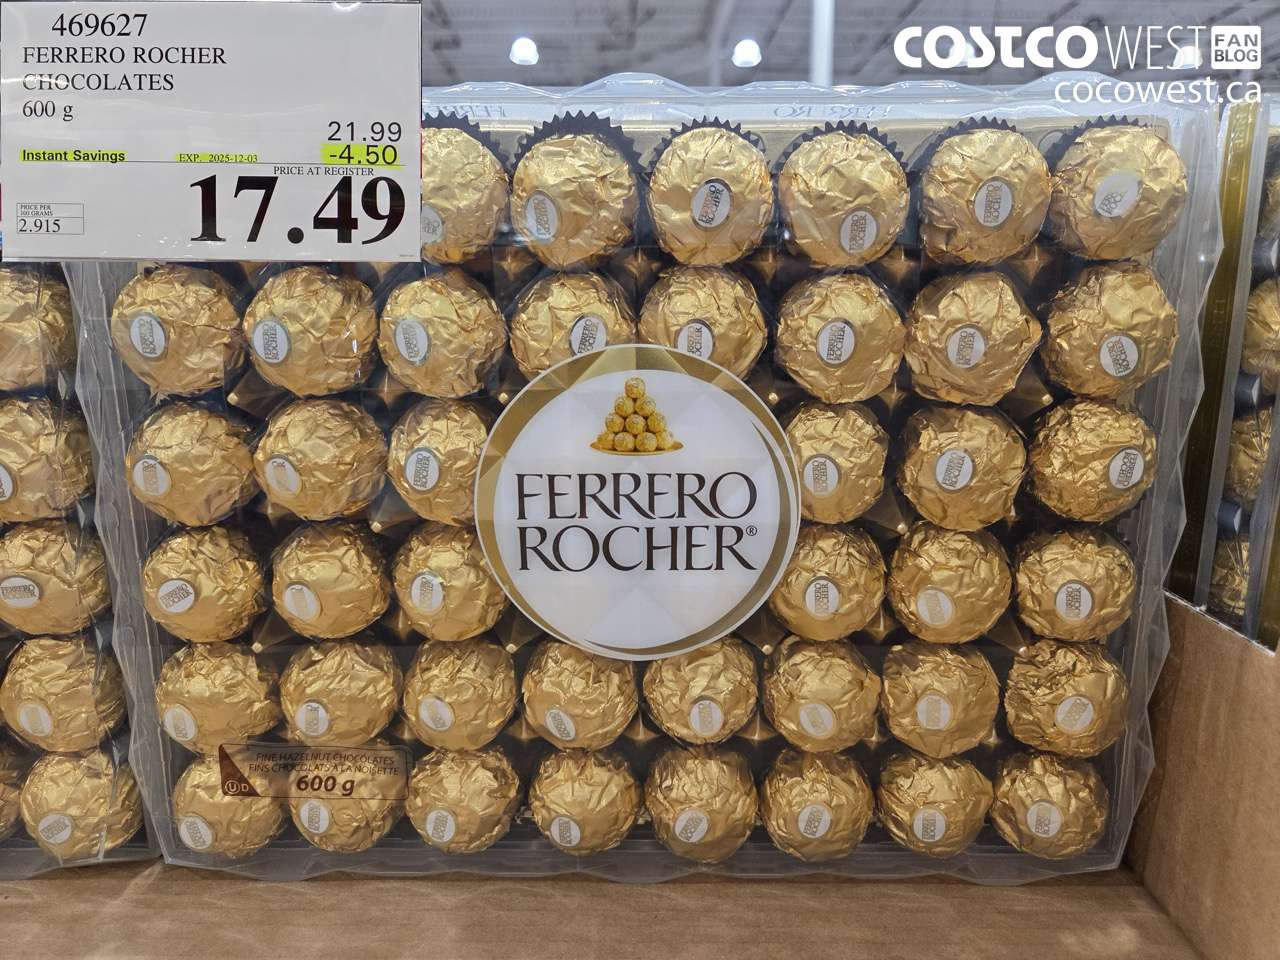 469627
FERRERO ROCHER
CHOCOLATES
600 g
21.99
Instant Savings EXP. 2025-12-03 -4.50
PRICE AT REGISTER
17.49
PRICE PER
100 GRAMS
2.915
COSTCO WEST FAN BLOG
cocowest.ca
FERRERO
ROCHER®
FINE HAZELNUT CHOCOLATES
FINS CHOCOLATS À LA NOISETTE
U D 600 g